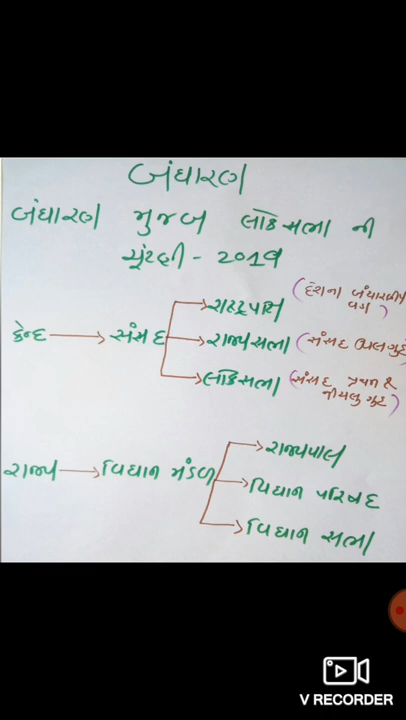 બંધારણ
બંધારણ મુજબ લોકસભા ની
ચૂંટણી - ૨૦૧૯
કેન્દ્ર → સંસદ
→ રાષ્ટ્રપતિ (દેશના બંધારણીય વડા)
→ રાજ્યસભા (સંસદ ઉપલુ ગૃહ
→ લોકસભા (સંસદ પ્રથમ & નીચલુ ગૃહ)
રાજ્ય → વિધાન મંડળ
→ રાજ્યપાલ
→ વિધાન પરિષદ
→ વિધાન સભા
V RECORDER